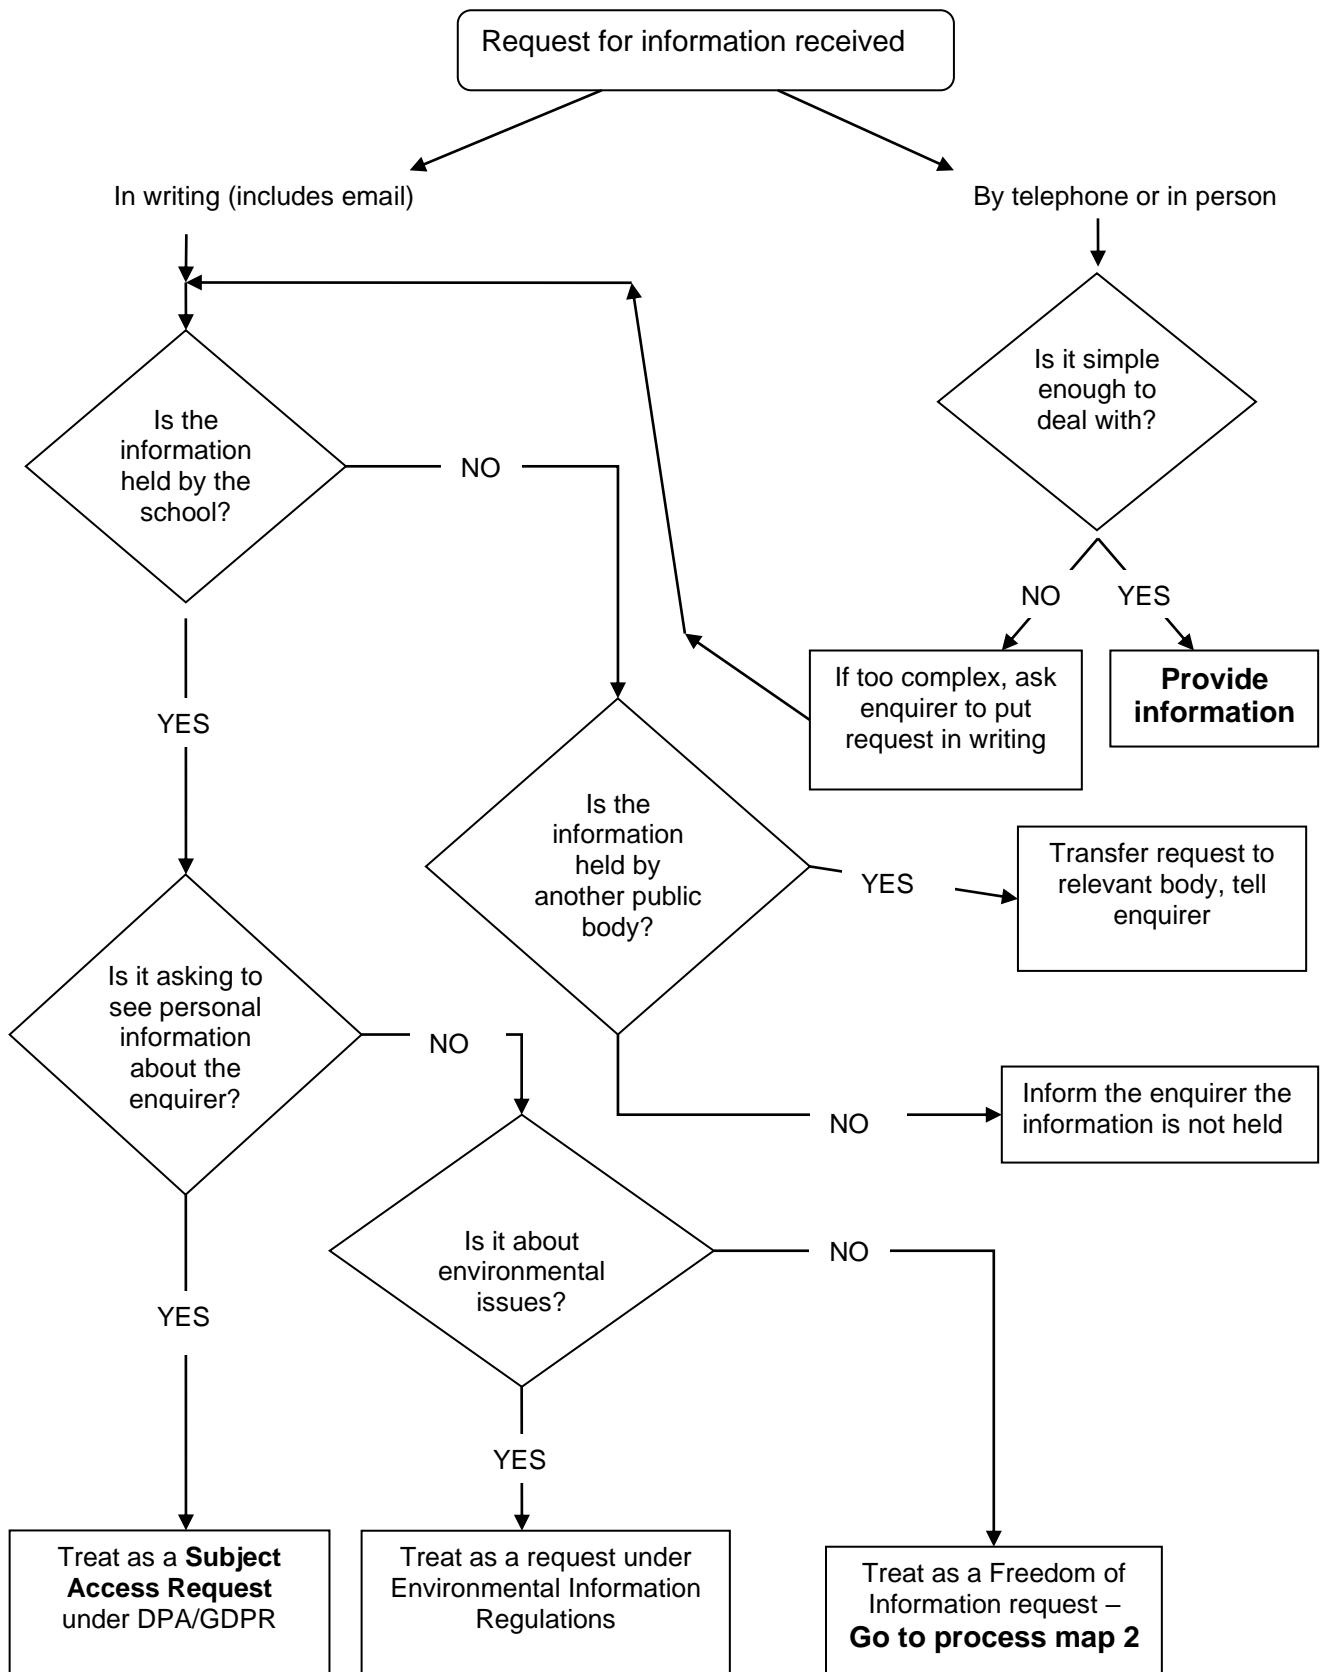 Request for information received
In writing (includes email)
By telephone or in person
Is it simple
enough to
deal with?
Is the
information
held by the
school?
NO
NO
YES
If too complex, ask
enquirer to put
request in writing
Provide
information
YES
Is the
information
held by
another public
body?
YES
Transfer request to
relevant body, tell
enquirer
Is it asking to
see personal
information
about the
enquirer?
NO
NO
Inform the enquirer the
information is not held
Is it about
environmental
issues?
NO
YES
YES
Treat as a Subject
Access Request
under DPA/GDPR
Treat as a request under
Environmental Information
Regulations
Treat as a Freedom of
Information request –
Go to process map 2